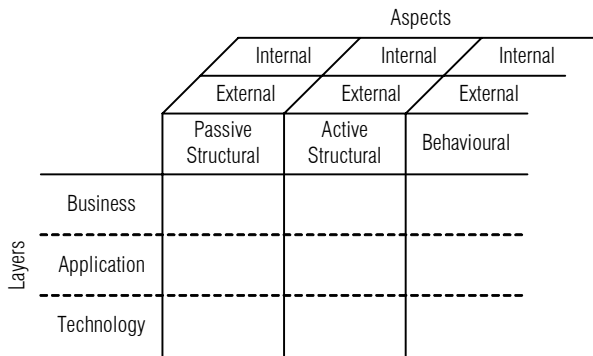 Aspects
Internal Internal Internal
External External External
Passive Structural
Active Structural
Behavioural
Layers
Business
Application
Technology